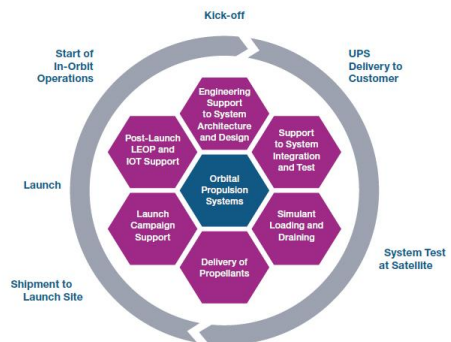 Kick-off
Start of
In-Orbit
Operations
UPS
Delivery to
Customer
Engineering
Support
to System
Architecture
and Design
Post-Launch
LEOP and
IOT Support
Support
to System
Integration
and Test
Orbital
Propulsion
Systems
Launch
Launch
Campaign
Support
Simulant
Loading and
Draining
Delivery of
Propellants
System Test
at Satellite
Shipment to
Launch Site